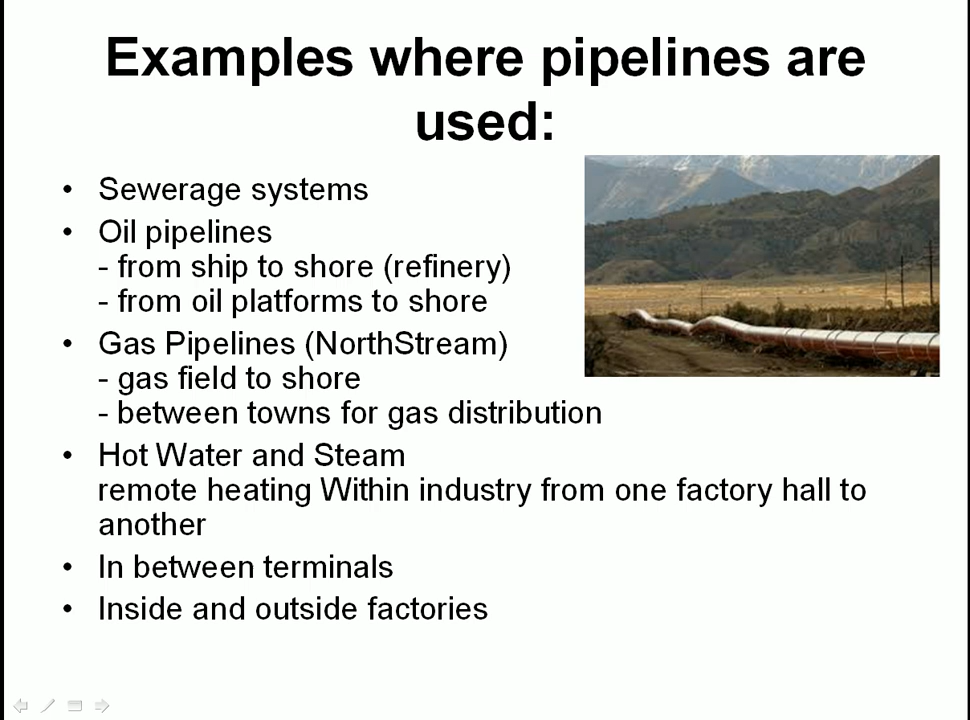 Examples where pipelines are
used:
• Sewerage systems
• Oil pipelines
- from ship to shore (refinery)
- from oil platforms to shore
• Gas Pipelines (NorthStream)
- gas field to shore
- between towns for gas distribution
• Hot Water and Steam
remote heating Within industry from one factory hall to
another
• In between terminals
• Inside and outside factories